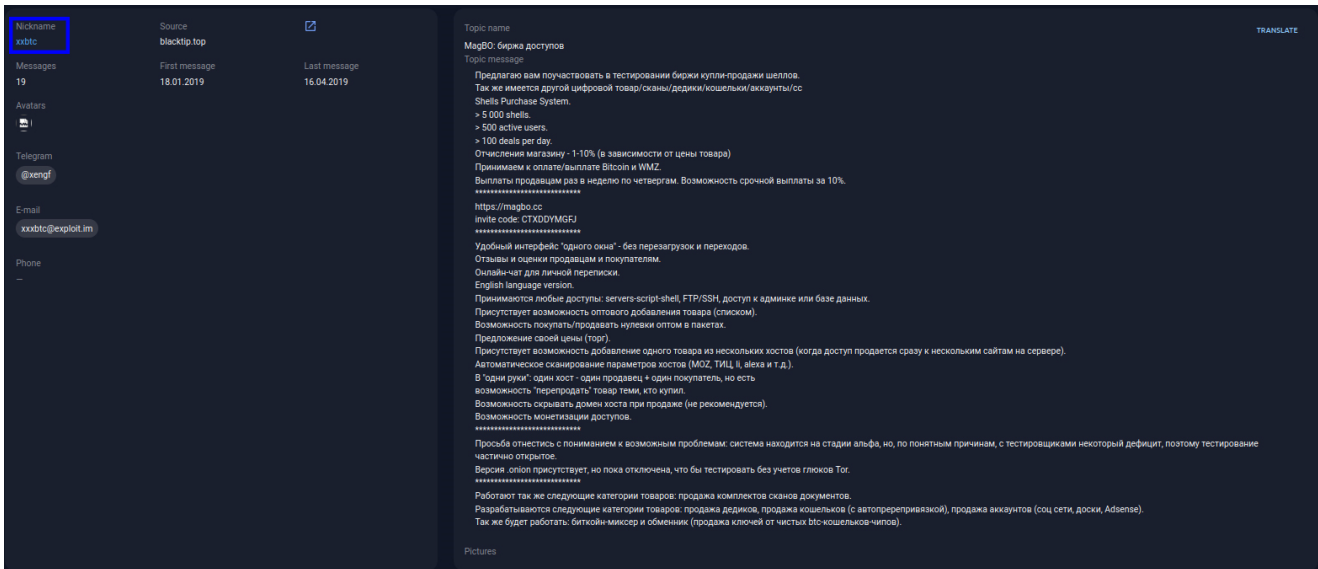 Nickname
xxbtc
Source
blacktip.top
Messages
19
First message
18.01.2019
Last message
16.04.2019
Avatars
Telegram
@xengf
E-mail
xxxbtc@exploit.im
Phone
–
Topic name
TRANSLATE
MagBO: биржа доступов
Topic message
Предлагаю вам поучаствовать в тестировании биржи купли-продажи шеллов.
Так же имеется другой цифровой товар/сканы/дедики/кошельки/аккаунты/cc
Shells Purchase System.
> 5 000 shells.
> 500 active users.
> 100 deals per day.
Отчисления магазину - 1-10% (в зависимости от цены товара)
Принимаем к оплате/выплате Bitcoin и WMZ.
Выплаты продавцам раз в неделю по четвергам. Возможность срочной выплаты за 10%.
****************************
https://magbo.cc
invite code: CTXDDYMGFJ
****************************
Удобный интерфейс "одного окна" - без перезагрузок и переходов.
Отзывы и оценки продавцам и покупателям.
Онлайн-чат для личной переписки.
English language version.
Принимаются любые доступы: servers-script-shell, FTP/SSH, доступ к админке или базе данных.
Присутствует возможность оптового добавления товара (списком).
Возможность покупать/продавать нулевки оптом в пакетах.
Предложение своей цены (торг).
Присутствует возможность добавление одного товара из нескольких хостов (когда доступ продается сразу к нескольким сайтам на сервере).
Автоматическое сканирование параметров хостов (MOZ, ТИЦ, li, alexa и т.д.).
В "одни руки": один хост - один продавец + один покупатель, но есть
возможность "перепродать" товар теми, кто купил.
Возможность скрывать домен хоста при продаже (не рекомендуется).
Возможность монетизации доступов.
****************************
Просьба отнестись с пониманием к возможным проблемам: система находится на стадии альфа, но, по понятным причинам, с тестировщиками некоторый дефицит, поэтому тестирование
частично открытое.
Версия .onion присутствует, но пока отключена, что бы тестировать без учетов глюков Tor.
****************************
Работают так же следующие категории товаров: продажа комплектов сканов документов.
Разрабатываются следующие категории товаров: продажа дедиков, продажа кошельков (с автопререпривязкой), продажа аккаунтов (соц сети, доски, Adsense).
Так же будет работать: биткойн-миксер и обменник (продажа ключей от чистых btc-кошельков-чипов).
Pictures